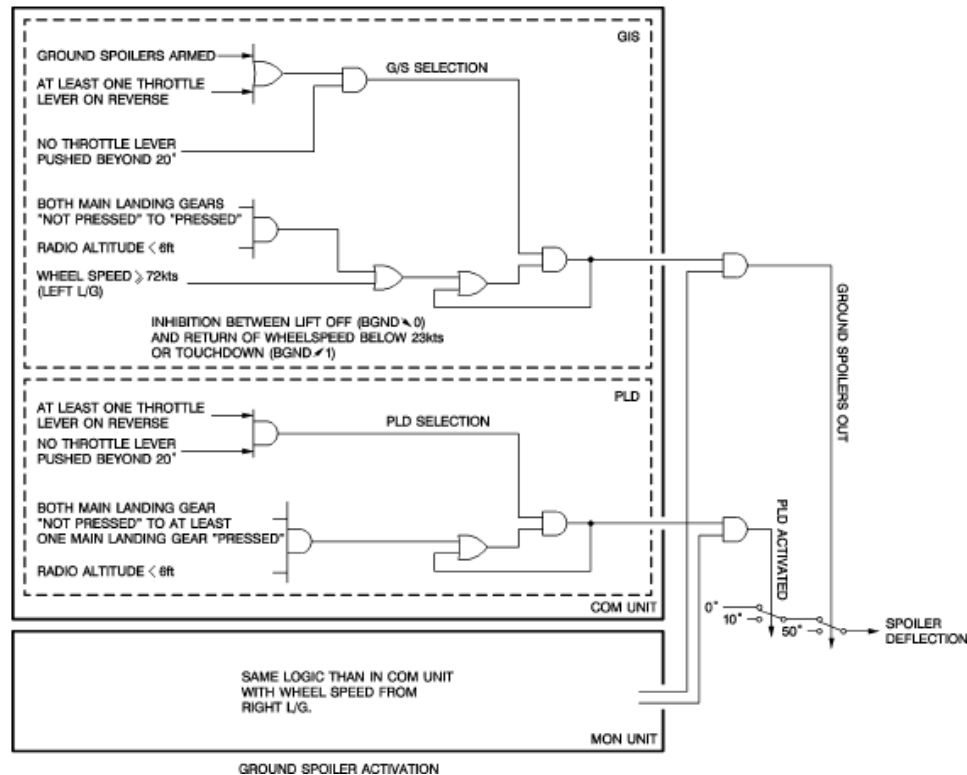 GIS
GROUND SPOILERS ARMED
G/S SELECTION
AT LEAST ONE THROTTLE
LEVER ON REVERSE
NO THROTTLE LEVER
PUSHED BEYOND 20°
BOTH MAIN LANDING GEARS
"NOT PRESSED" TO "PRESSED"
RADIO ALTITUDE < 6ft
WHEEL SPEED ⩾ 72kts
(LEFT L/G)
INHIBITION BETWEEN LIFT OFF (BGND ↘ 0)
AND RETURN OF WHEELSPEED BELOW 23kts
OR TOUCHDOWN (BGND ↗ 1)
GROUND SPOILERS OUT
PLD
AT LEAST ONE THROTTLE
LEVER ON REVERSE
PLD SELECTION
NO THROTTLE LEVER
PUSHED BEYOND 20°
BOTH MAIN LANDING GEAR
"NOT PRESSED" TO AT LEAST
ONE MAIN LANDING GEAR "PRESSED"
RADIO ALTITUDE < 6ft
PLD ACTIVATED
COM UNIT
0°
10°
50°
SPOILER
DEFLECTION
SAME LOGIC THAN IN COM UNIT
WITH WHEEL SPEED FROM
RIGHT L/G.
MON UNIT
GROUND SPOILER ACTIVATION